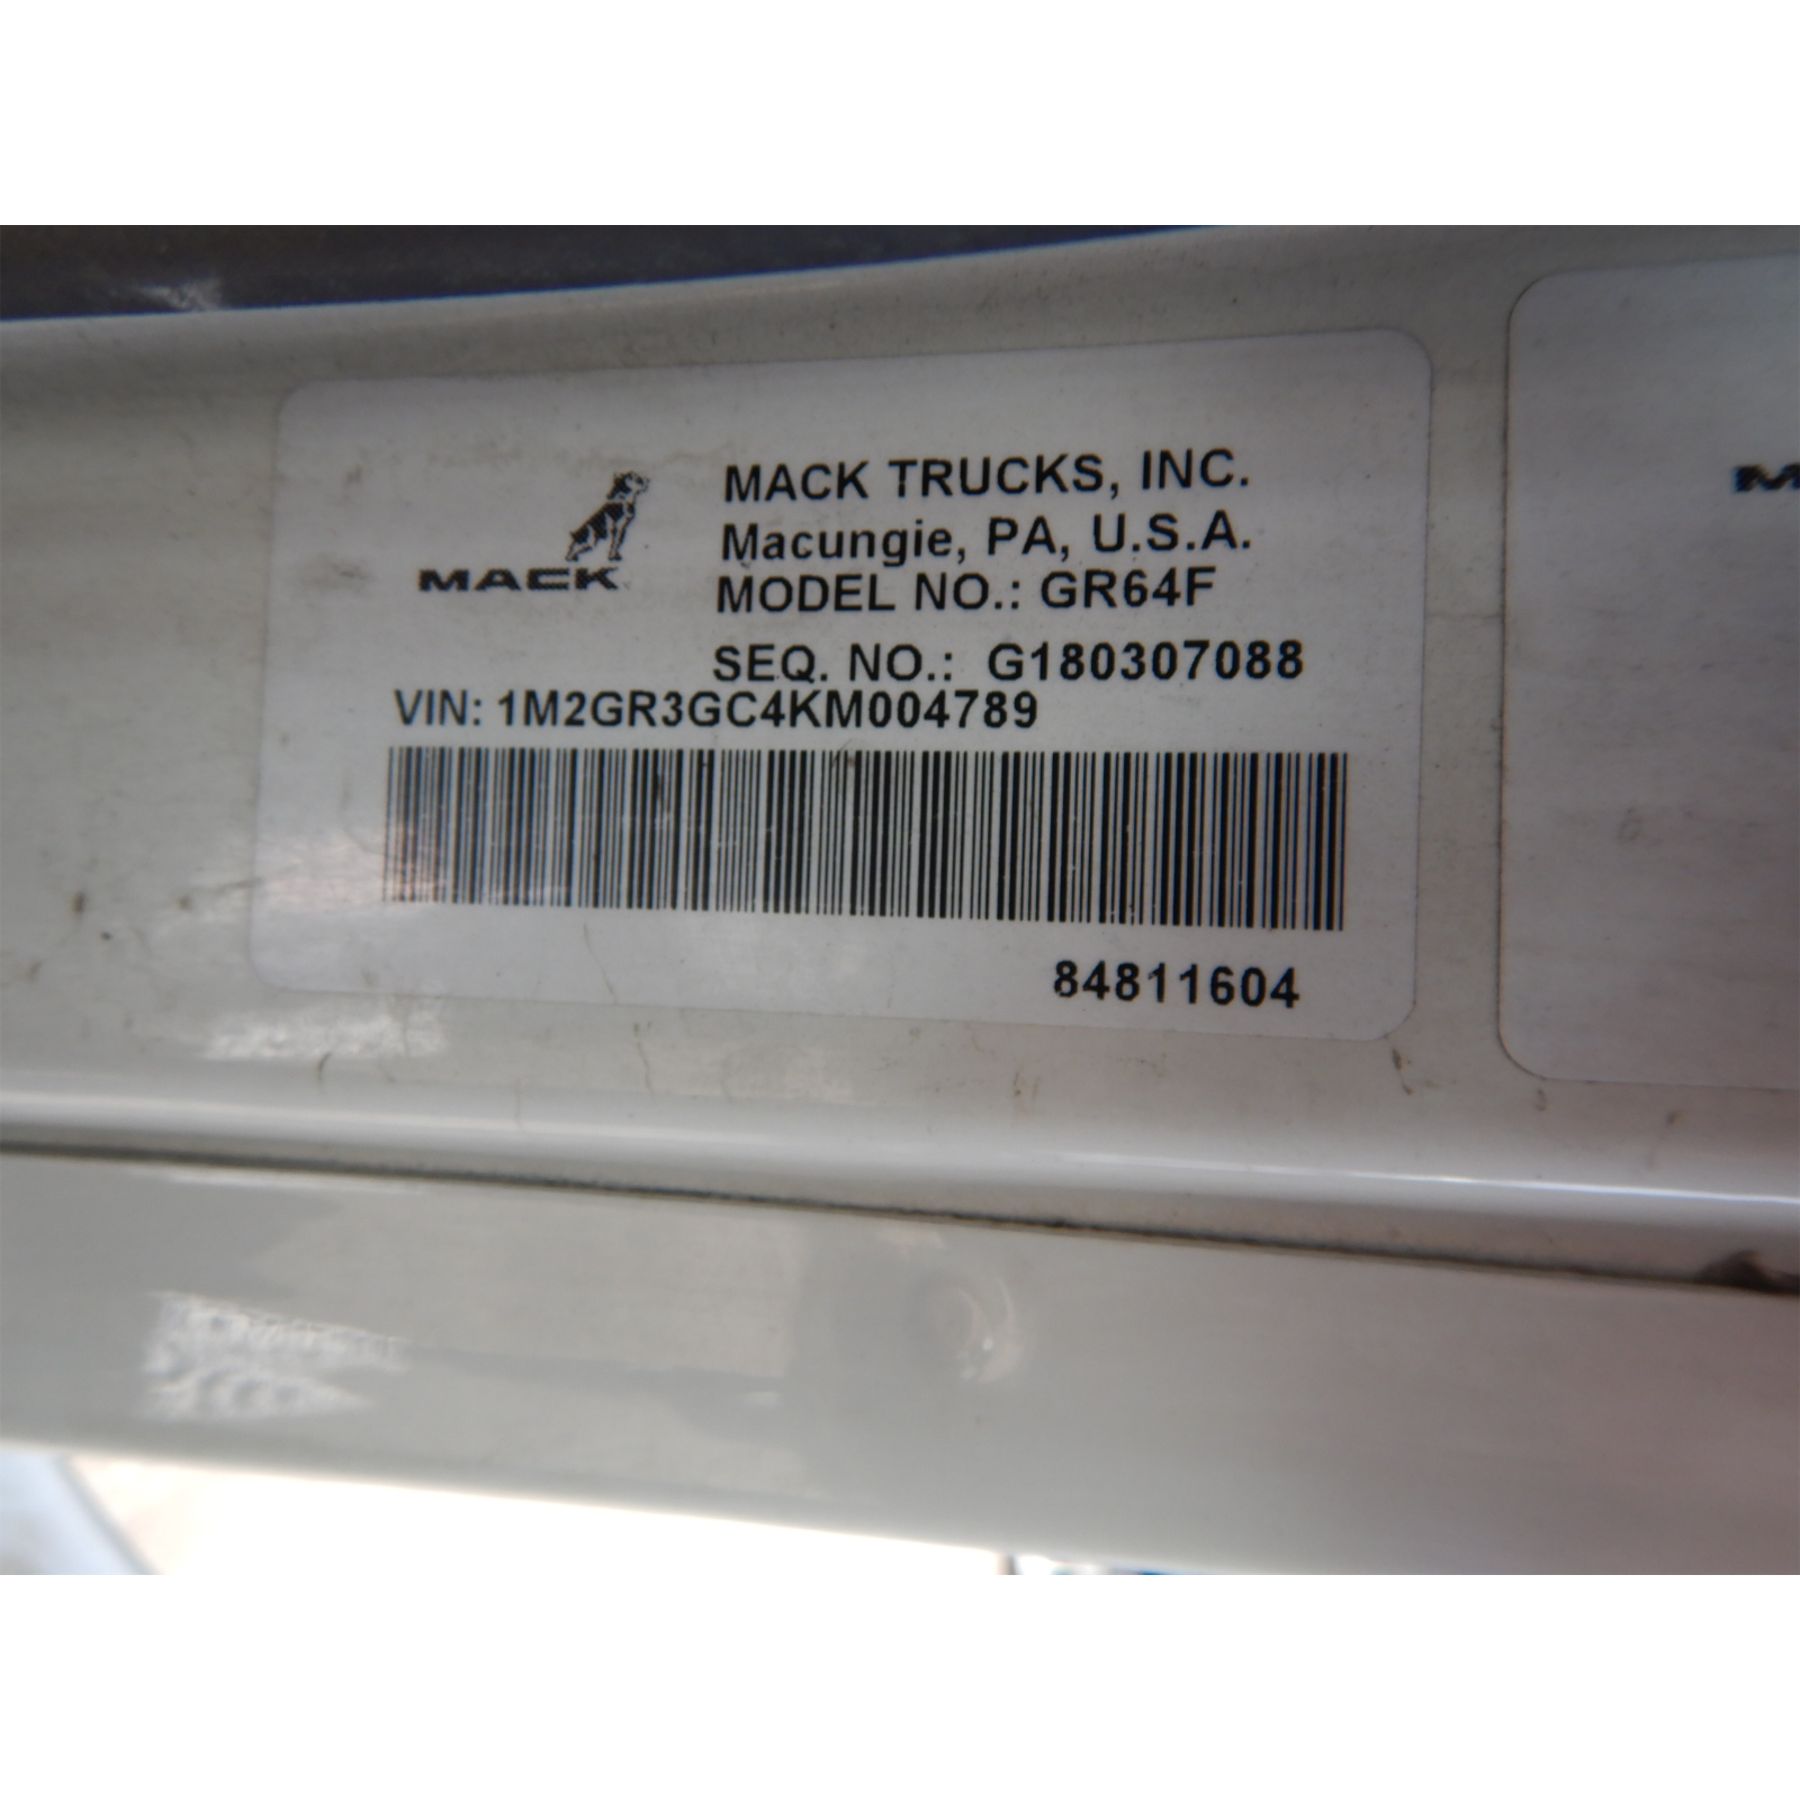 MACK
MACK TRUCKS, INC.
Macungie, PA, U.S.A.
MODEL NO.: GR64F
SEQ. NO.: G180307088
VIN: 1M2GR3GC4KM004789
84811604